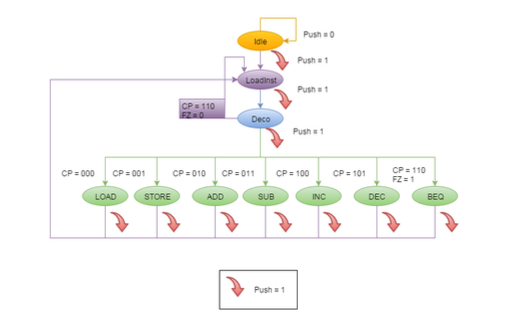 Idle
Push = 0
Push = 1
LoadInst
Push = 1
CP = 110
FZ = 0
Deco
Push = 1
CP = 000
CP = 001
CP = 010
CP = 011
CP = 100
CP = 101
CP = 110
FZ = 1
LOAD
STORE
ADD
SUB
INC
DEC
BEQ
Push = 1